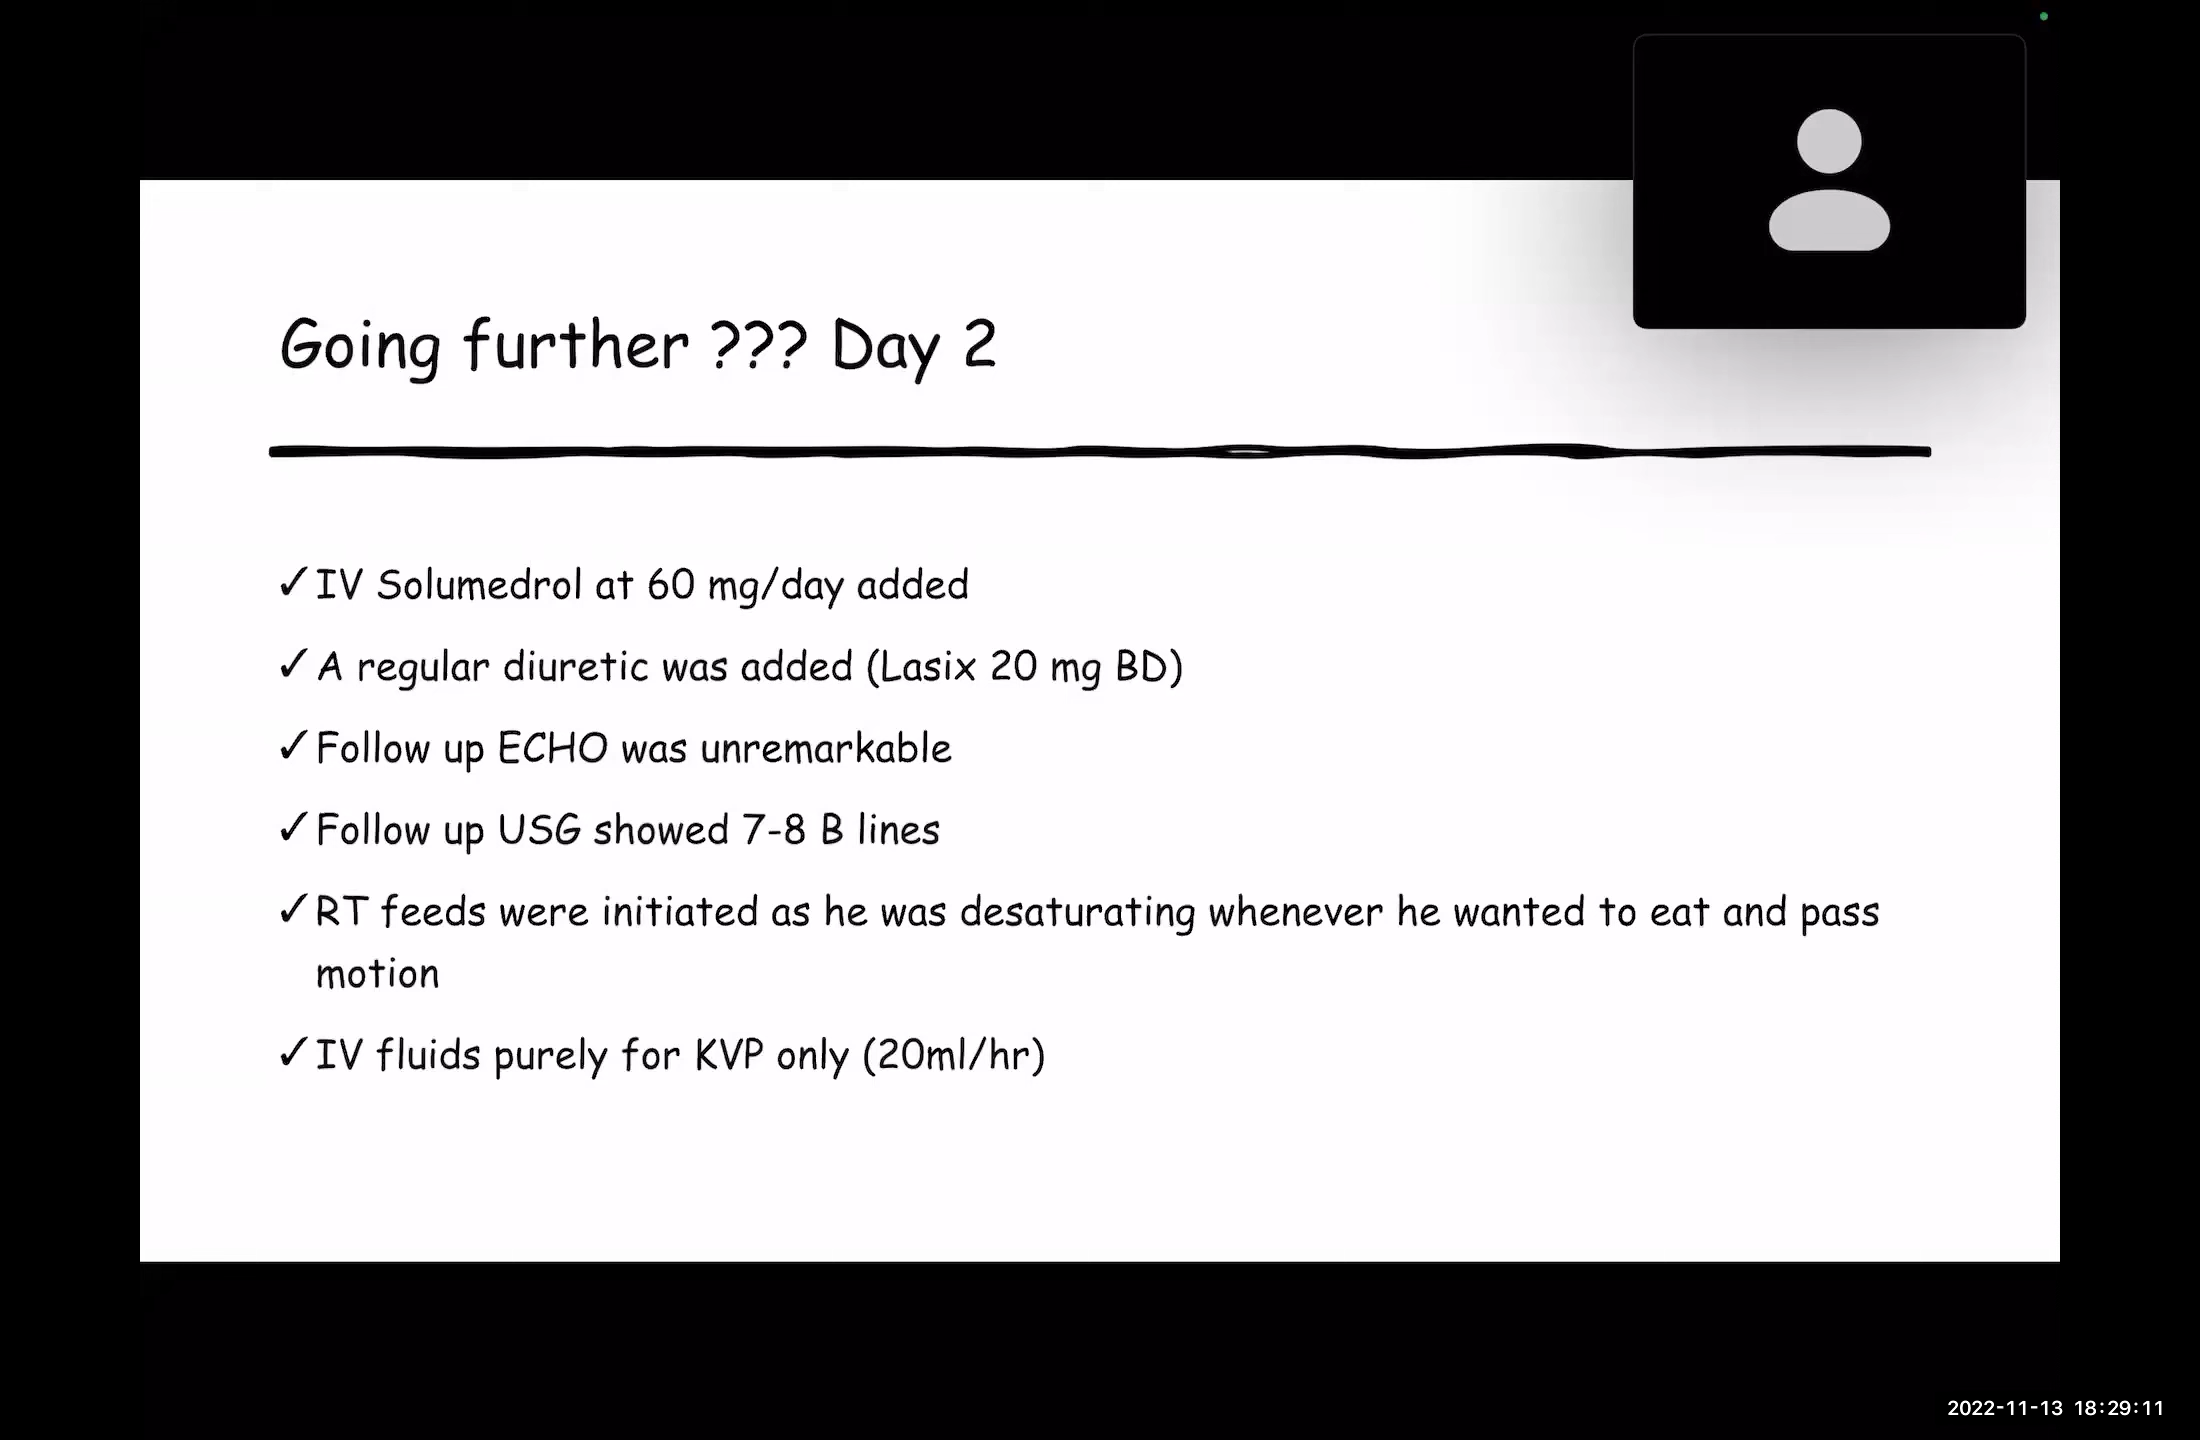 Going further ??? Day 2
✓IV Solumedrol at 60 mg/day added
✓A regular diuretic was added (Lasix 20 mg BD)
✓Follow up ECHO was unremarkable
✓Follow up USG showed 7-8 B lines
✓RT feeds were initiated as he was desaturating whenever he wanted to eat and pass
motion
✓IV fluids purely for KVP only (20ml/hr)
2022-11-13 18:29:11